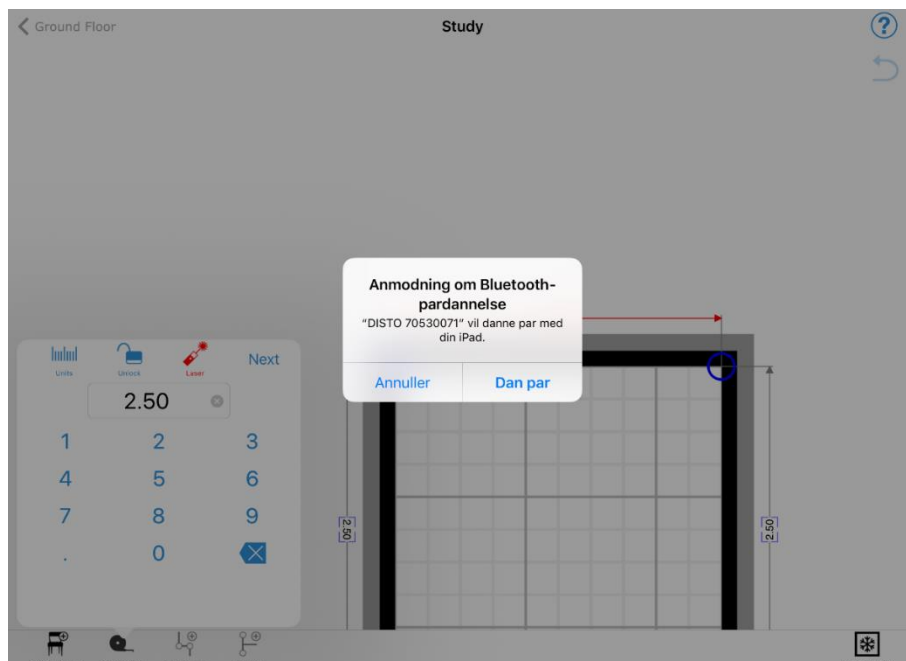 Ground Floor
Study
?
Anmodning om Bluetooth-
pardannelse
"DISTO 70530071" vil danne par med
din iPad.
Annuller
Dan par
Units
Unlock
Laser
Next
2.50
1 2 3
4 5 6
7 8 9
. 0
[2.50]
[2.50]